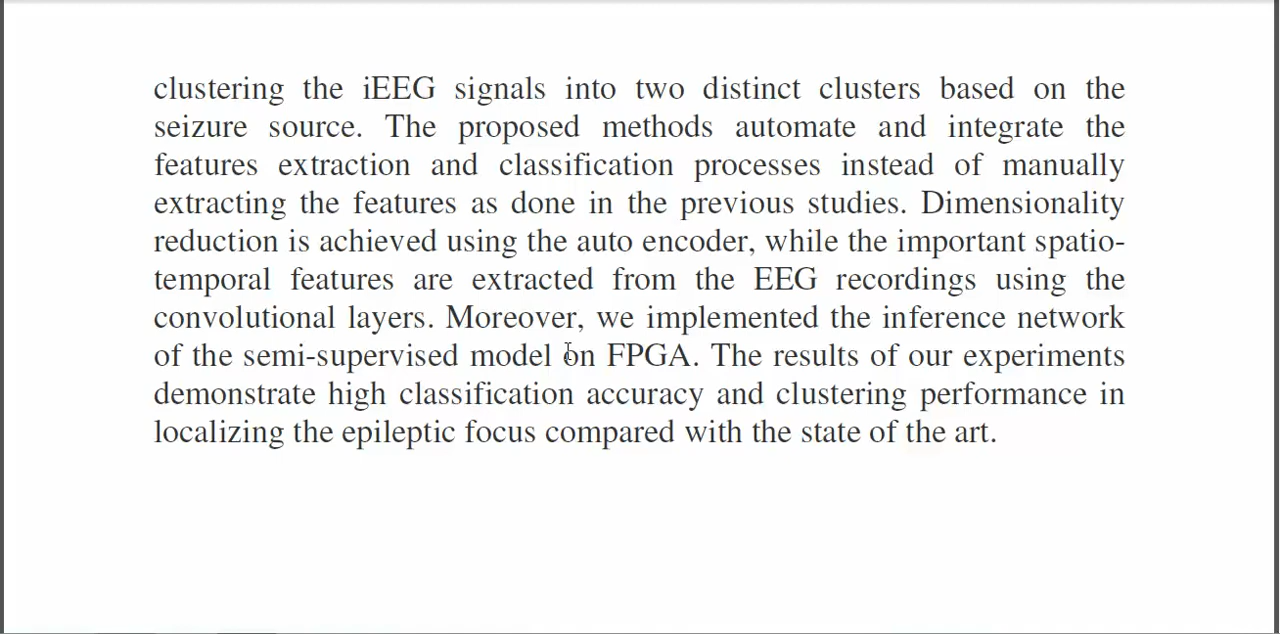 clustering the iEEG signals into two distinct clusters based on the
seizure source. The proposed methods automate and integrate the
features extraction and classification processes instead of manually
extracting the features as done in the previous studies. Dimensionality
reduction is achieved using the auto encoder, while the important spatio-
temporal features are extracted from the EEG recordings using the
convolutional layers. Moreover, we implemented the inference network
of the semi-supervised model on FPGA. The results of our experiments
demonstrate high classification accuracy and clustering performance in
localizing the epileptic focus compared with the state of the art.